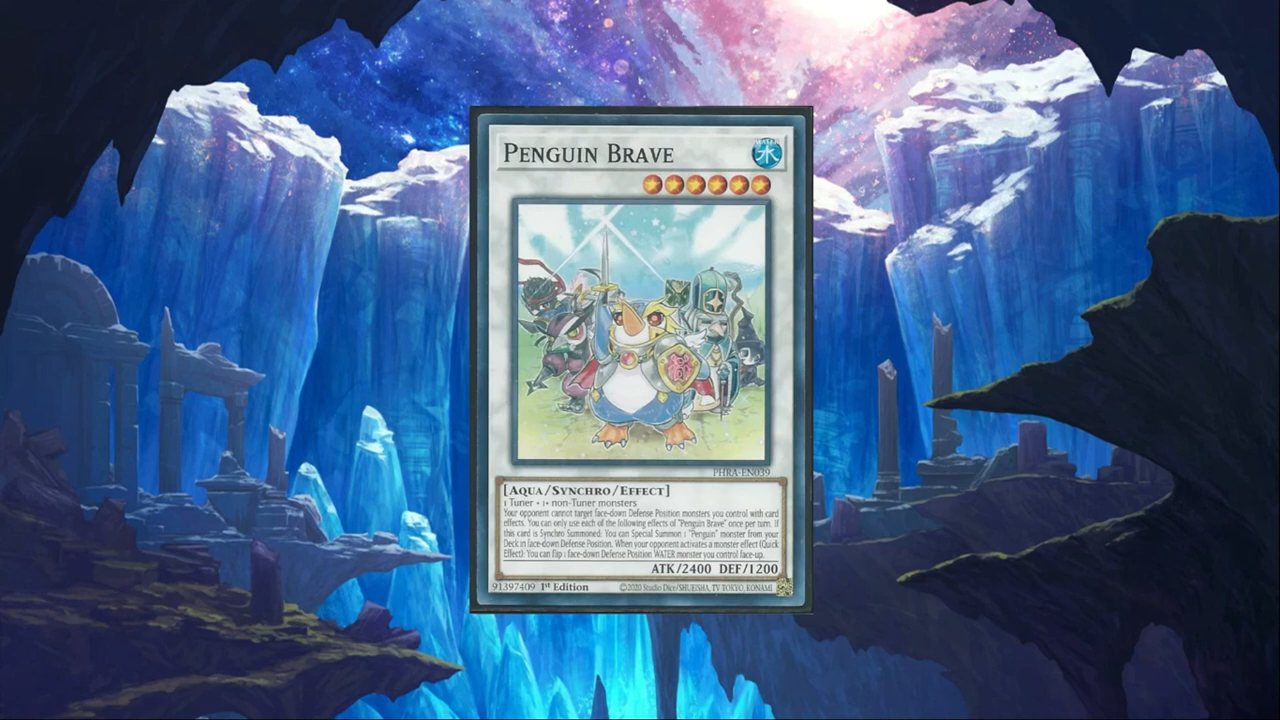 PENGUIN BRAVE
水
PHRA-EN039
[AQUA/SYNCHRO/EFFECT]
1 Tuner + 1+ non-Tuner monsters
Your opponent cannot target face-down Defense Position monsters you control with card
effects. You can only use each of the following effects of "Penguin Brave" once per turn. If
this card is Synchro Summoned: You can Special Summon 1 "Penguin" monster from your
Deck in face-down Defense Position. When your opponent activates a monster effect (Quick
Effect): You can flip 1 face-down Defense Position WATER monster you control face-up.
ATK/2400 DEF/1200
91397409 1st Edition ©2020 Studio Dice/SHUEISHA, TV TOKYO, KONAMI